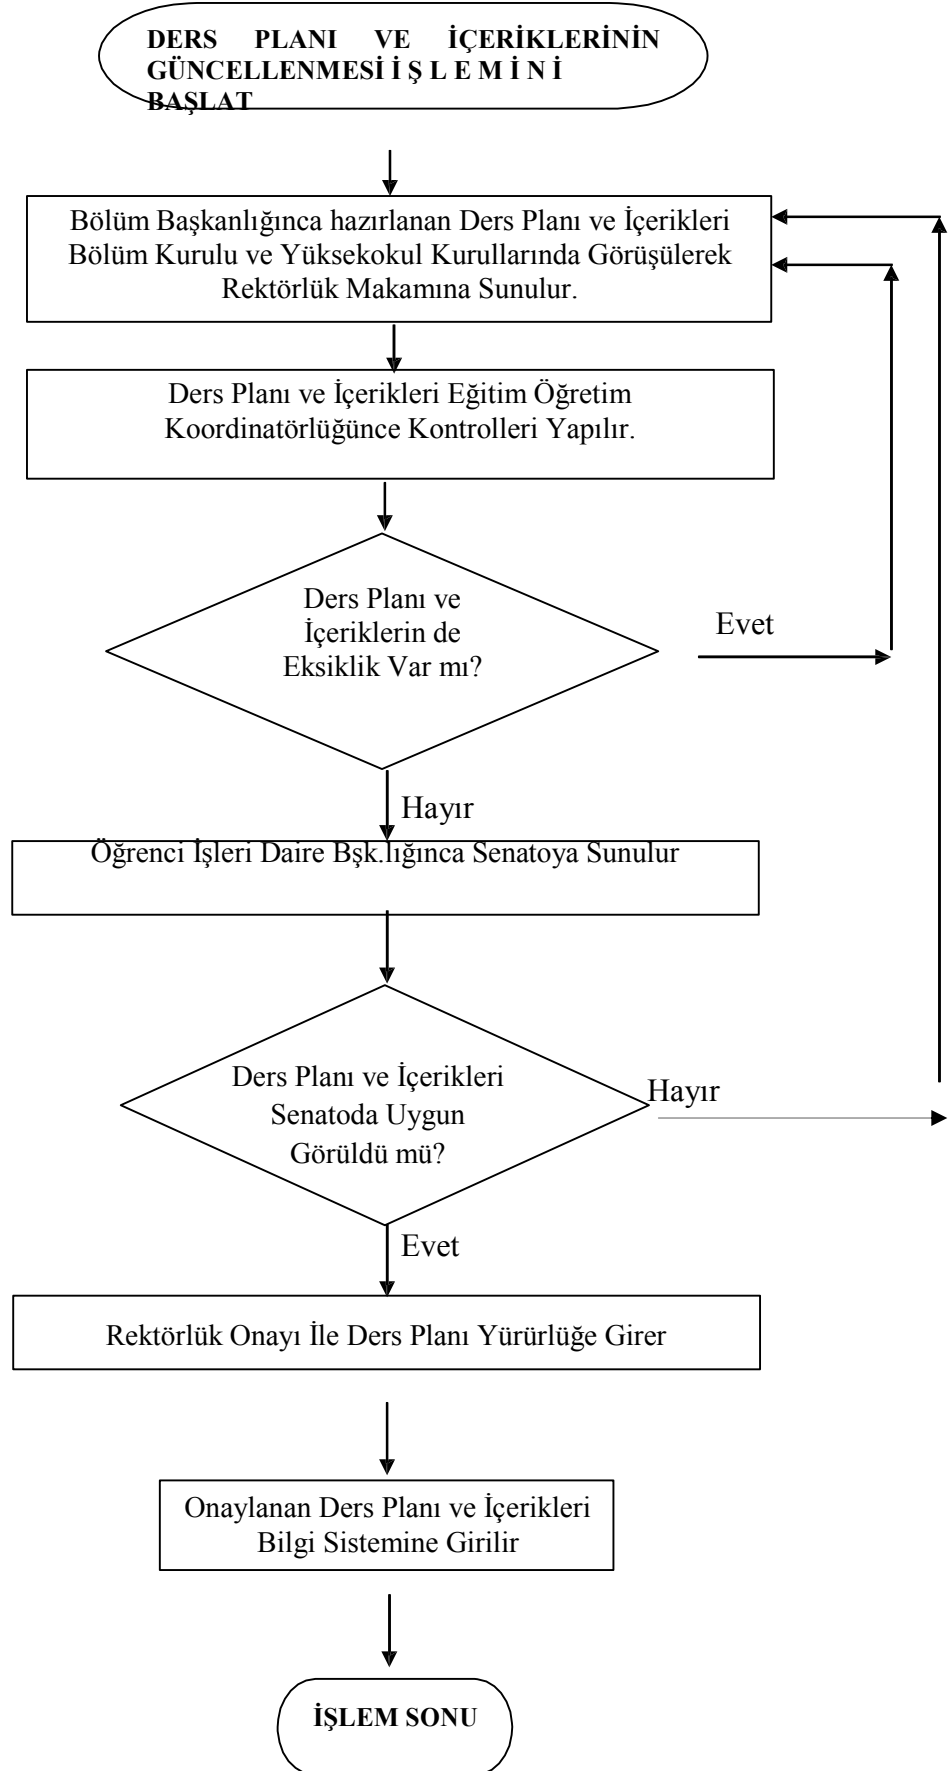 DERS PLANI VE İÇERİKLERİNİN
GÜNCELLENMESİ İ Ş L E M İ N İ
BAŞLAT
Bölüm Başkanlığınca hazırlanan Ders Planı ve İçerikleri
Bölüm Kurulu ve Yüksekokul Kurullarında Görüşülerek
Rektörlük Makamına Sunulur.
Ders Planı ve İçerikleri Eğitim Öğretim
Koordinatörlüğünce Kontrolleri Yapılır.
Ders Planı ve
İçeriklerin de
Eksiklik Var mı?
Evet
Hayır
Öğrenci İşleri Daire Bşk.lığınca Senatoya Sunulur
Ders Planı ve İçerikleri
Senatoda Uygun
Görüldü mü?
Hayır
Evet
Rektörlük Onayı İle Ders Planı Yürürlüğe Girer
Onaylanan Ders Planı ve İçerikleri
Bilgi Sistemine Girilir
İŞLEM SONU